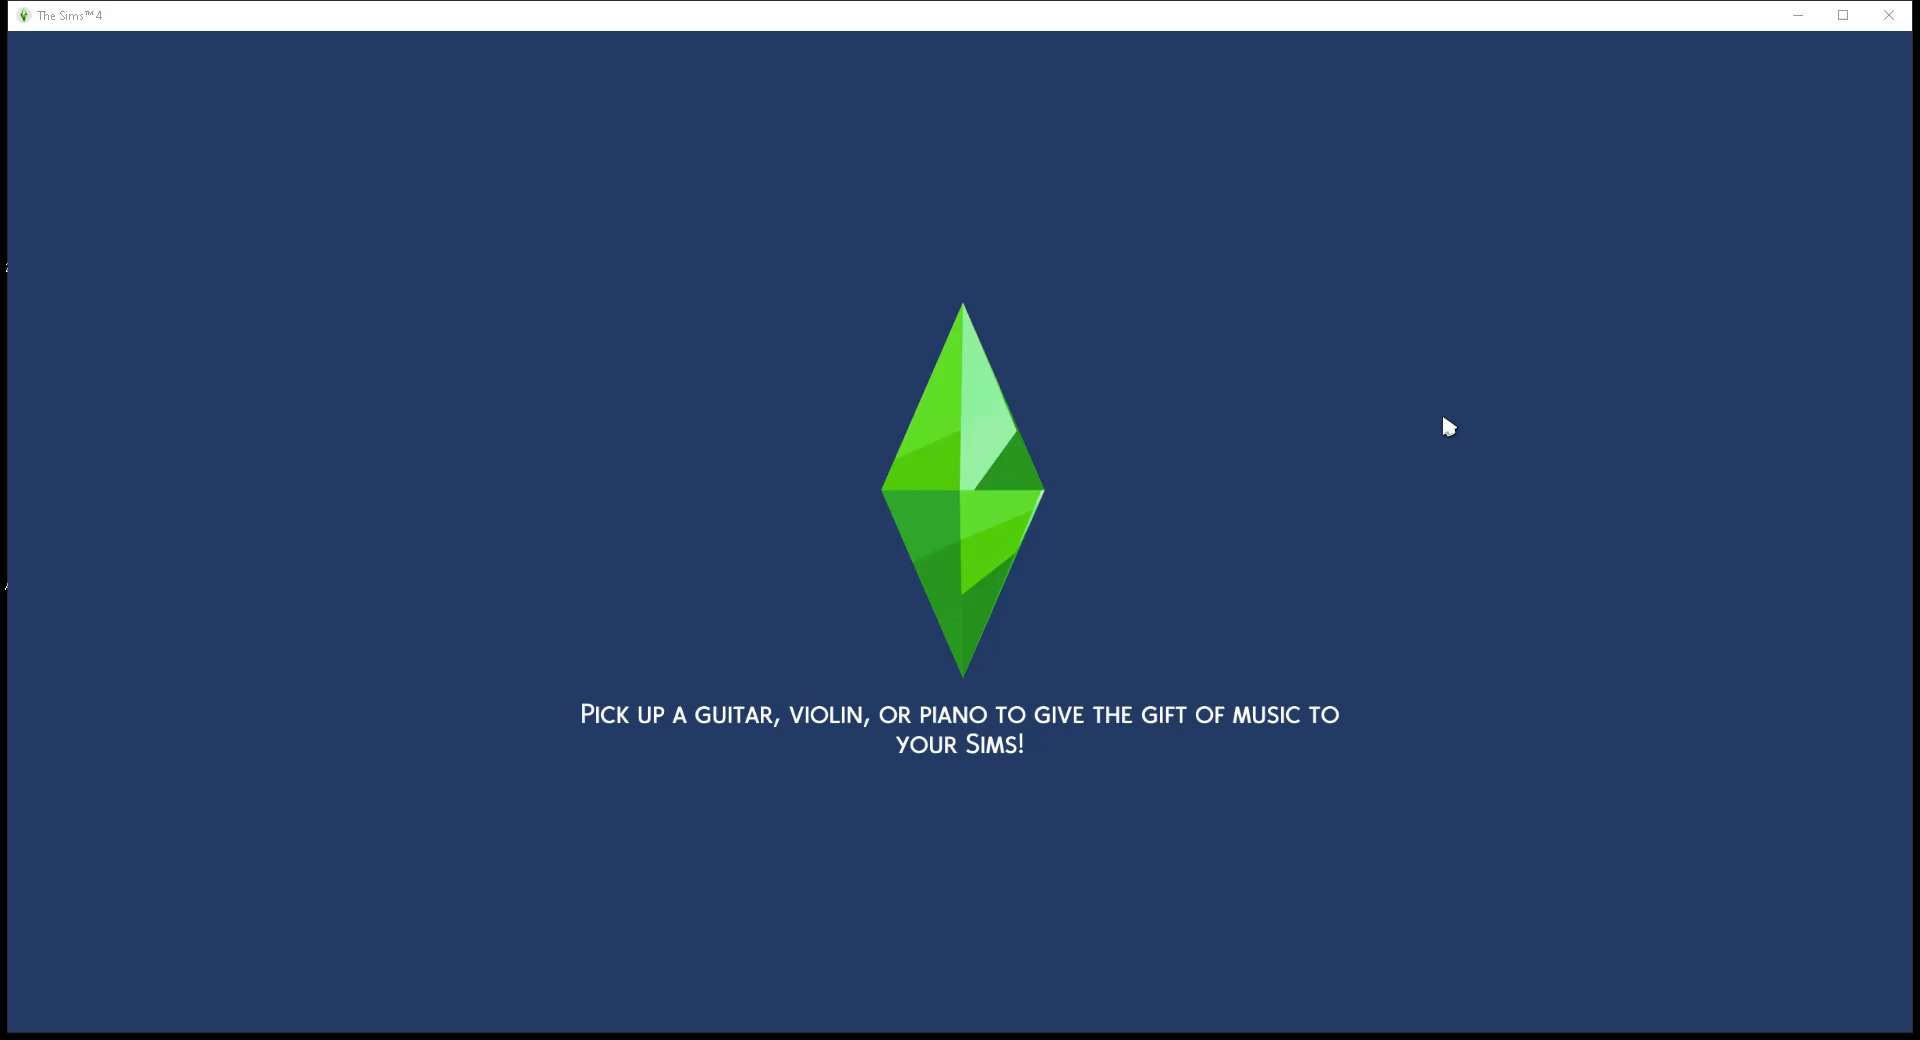 The Sims™ 4
Pick up a guitar, violin, or piano to give the gift of music to
your Sims!